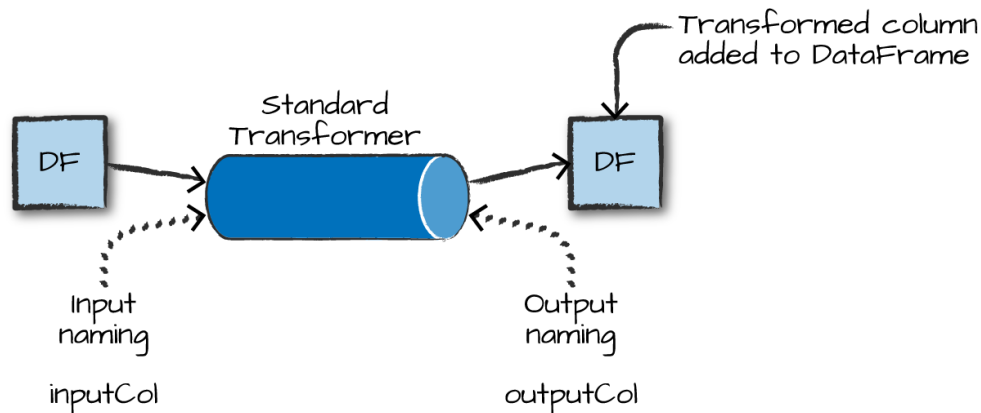 Transformed column
added to DataFrame
Standard
Transformer
DF
DF
Input
naming
Output
naming
inputCol
outputCol